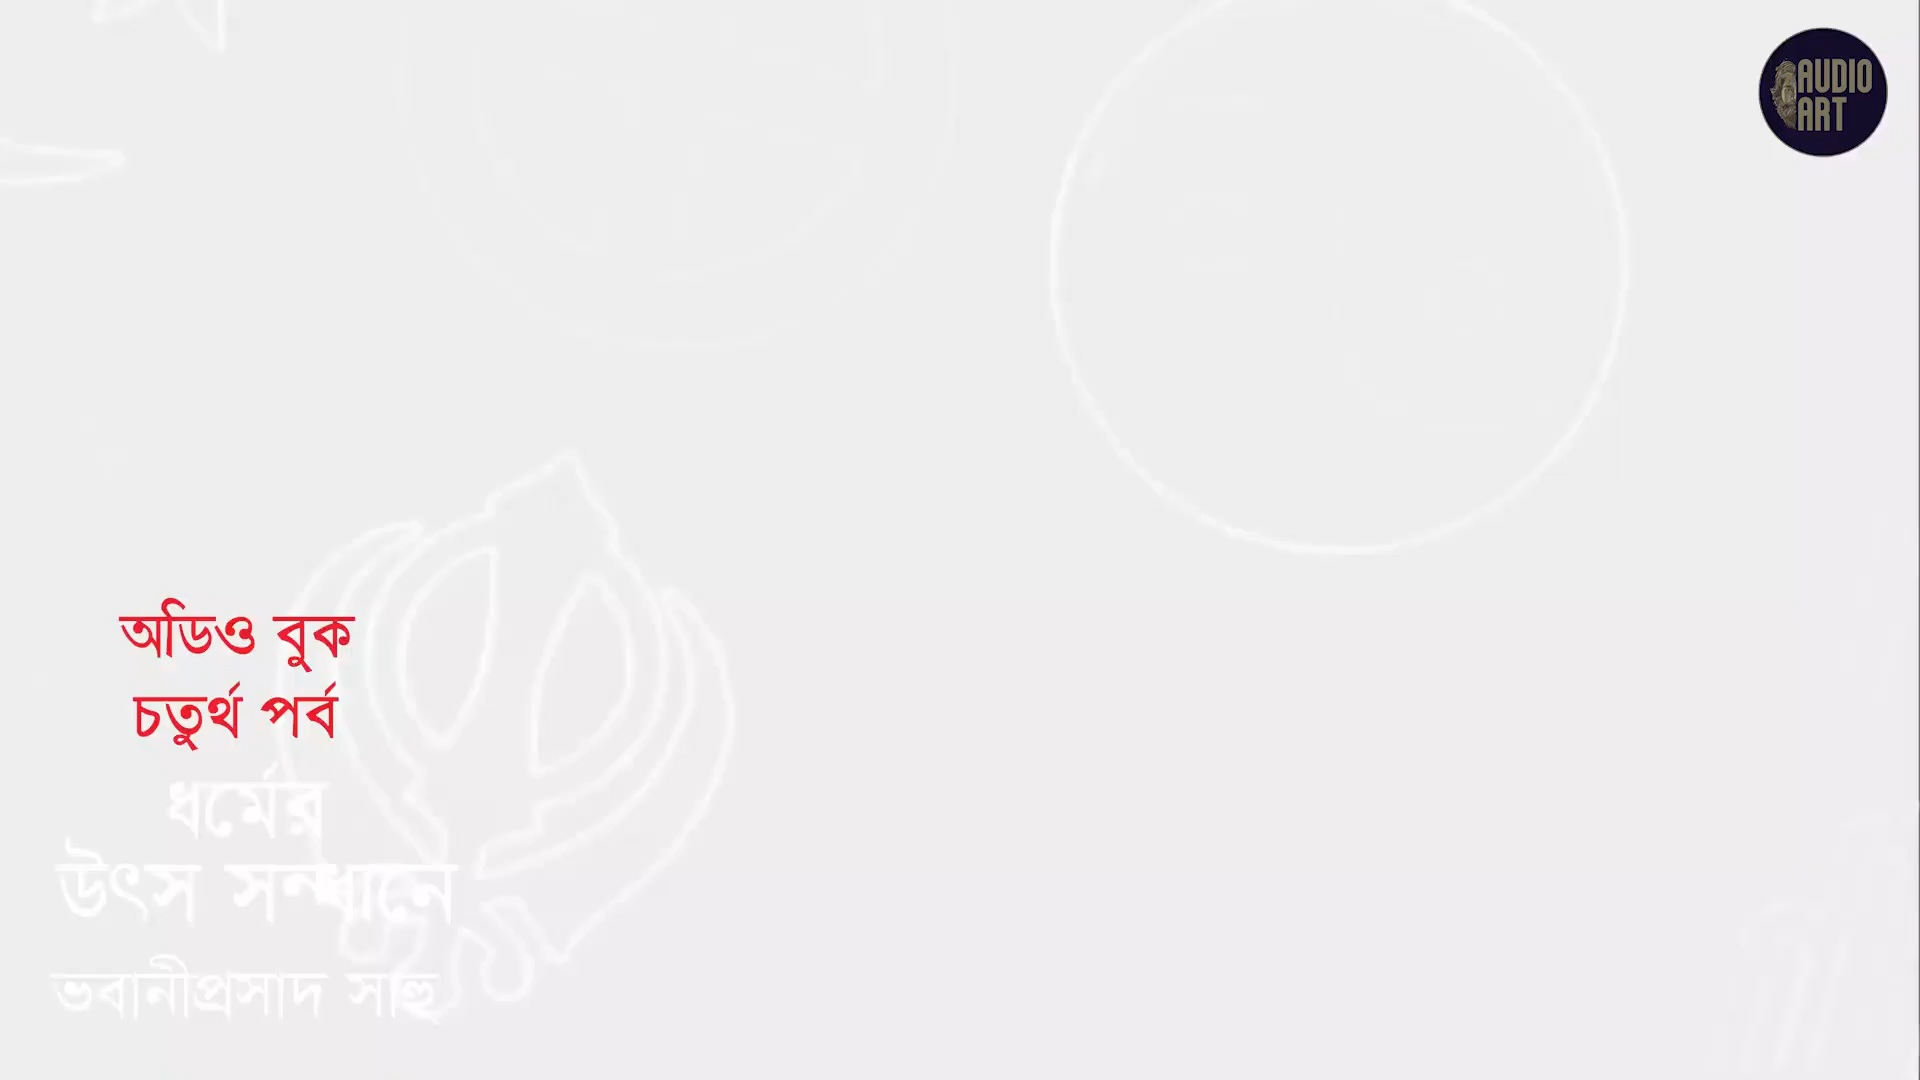 AUDIO
ART
অডিও বুক
চতুর্থ পর্ব
ধর্মের
উৎস সন্ধানে
ভবানীপ্রসাদ সাহু